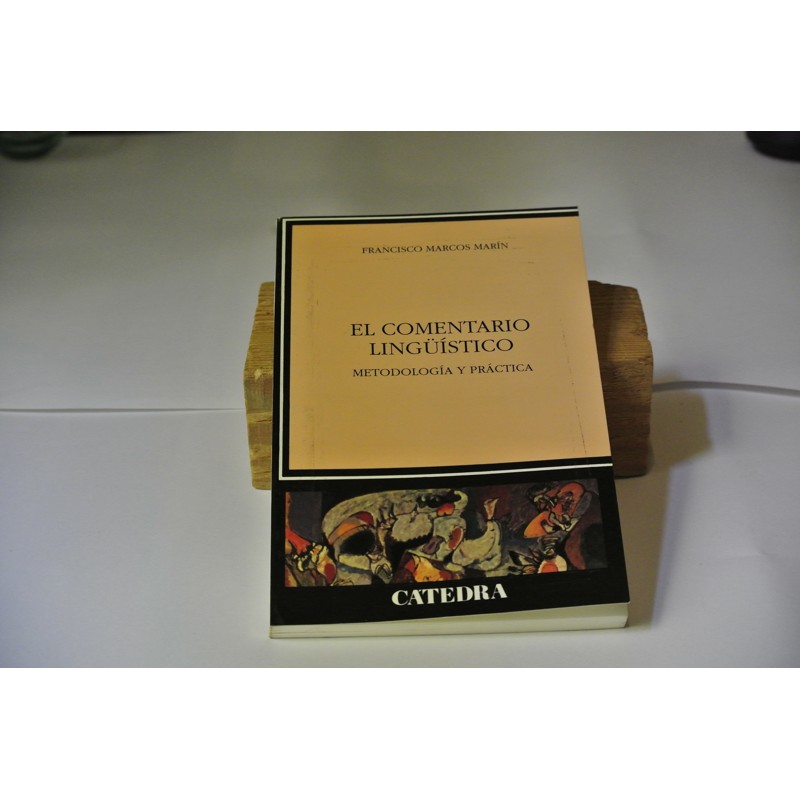 FRANCISCO MARCOS MARÍN
EL COMENTARIO
LINGÜÍSTICO
METODOLOGÍA Y PRÁCTICA
CATEDRA